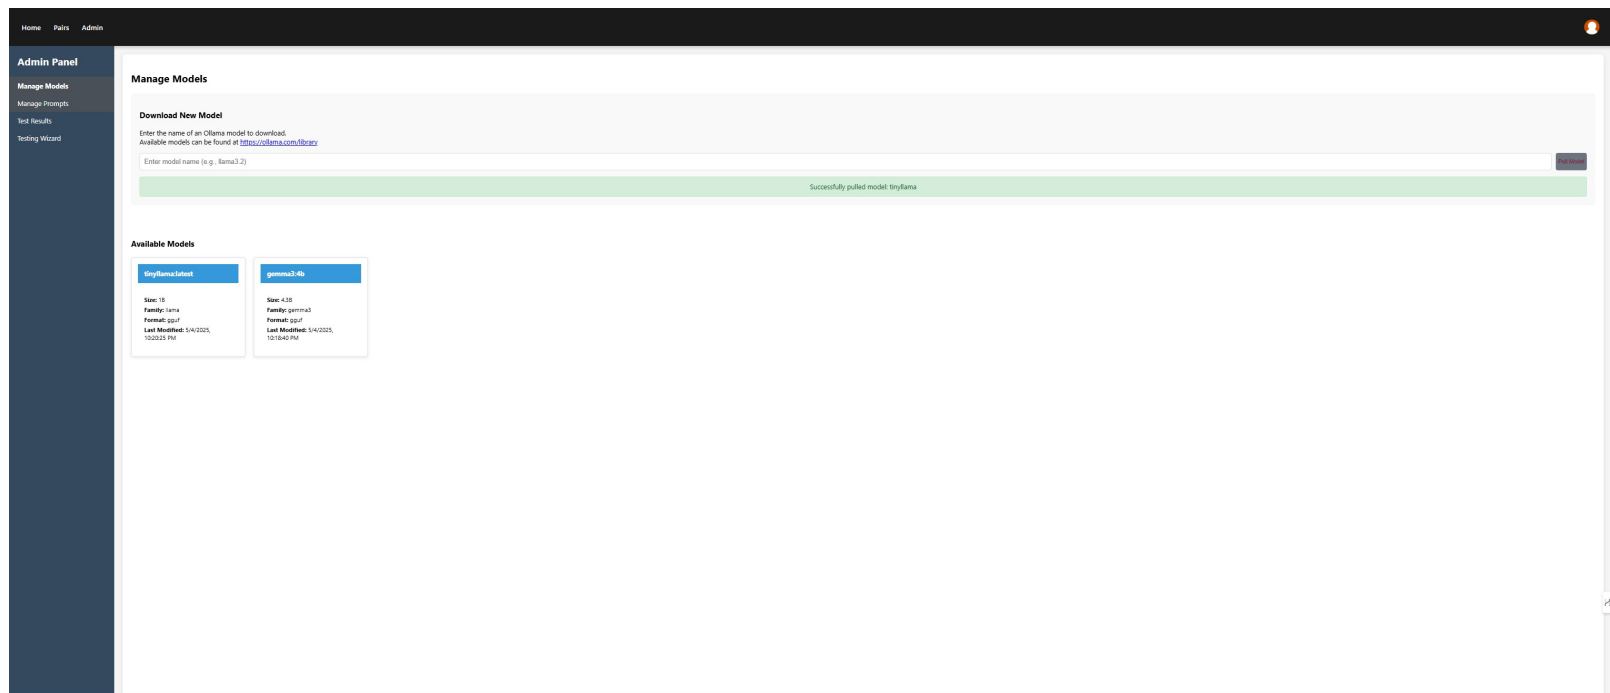 Home Pairs Admin
Admin Panel
Manage Models
Manage Prompts
Test Results
Testing Wizard
Manage Models
Download New Model
Enter the name of an Ollama model to download.
Available models can be found at https://ollama.com/library
Enter model name (e.g., llama3.2)
Pull Model
Successfully pulled model: tinyllama
Available Models
tinyllama:latest
Size: 1B
Family: llama
Format: gguf
Last Modified: 5/4/2025,
10:20:25 PM
gemma3:4b
Size: 4.3B
Family: gemma3
Format: gguf
Last Modified: 5/4/2025,
10:18:40 PM